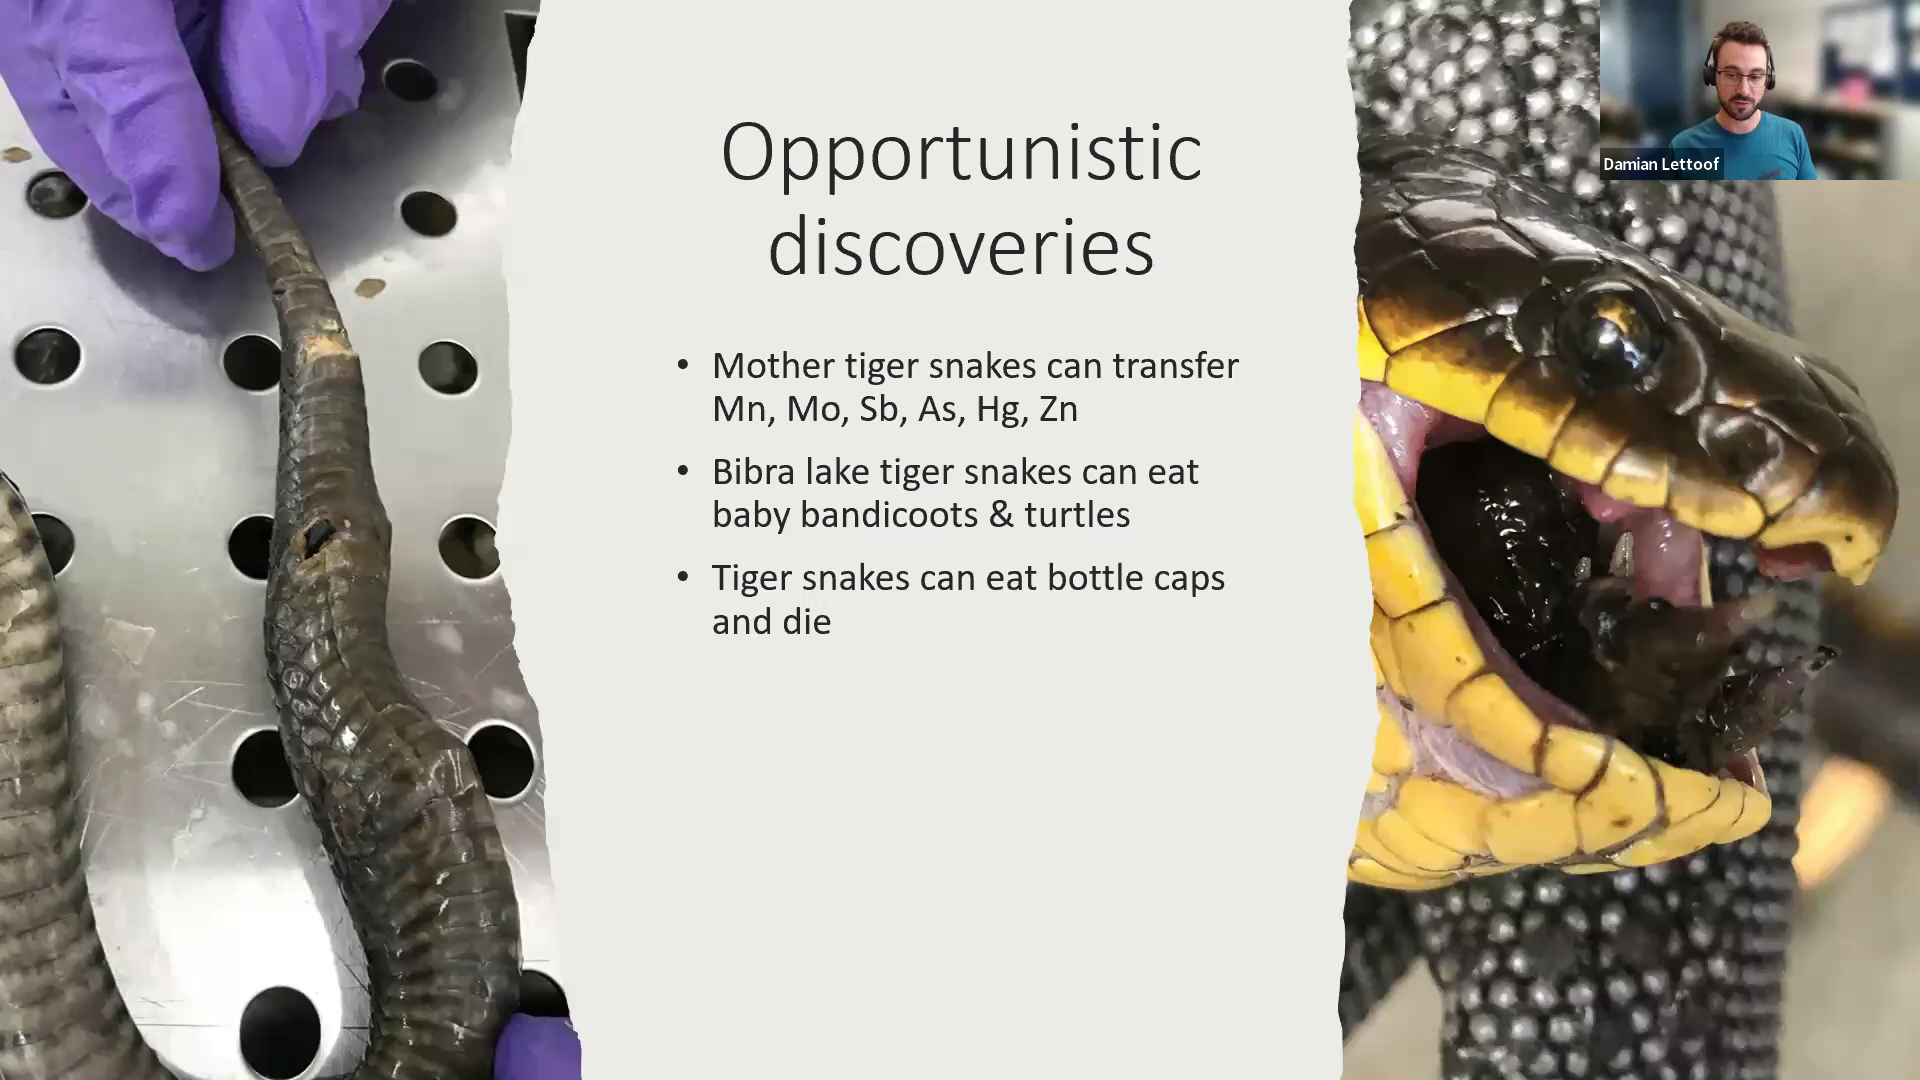 Opportunistic
discoveries
• Mother tiger snakes can transfer
Mn, Mo, Sb, As, Hg, Zn
• Bibra lake tiger snakes can eat
baby bandicoots & turtles
• Tiger snakes can eat bottle caps
and die
Damian Lettoof